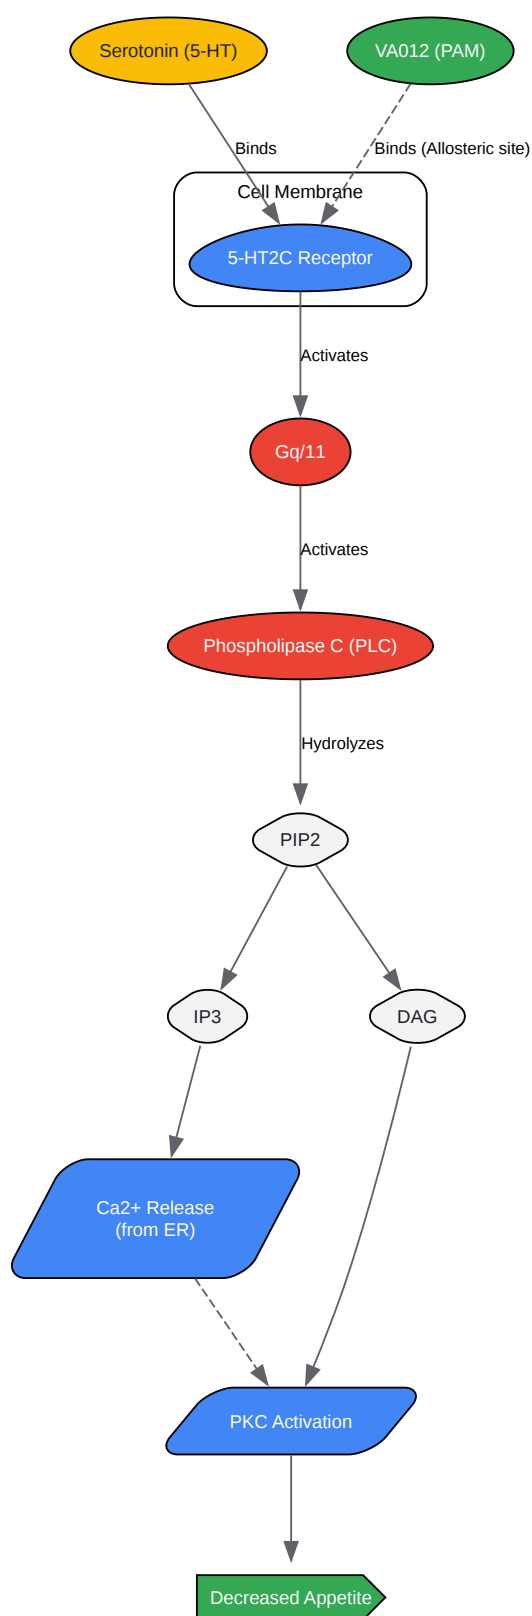 Serotonin (5-HT)
VA012 (PAM)
Binds
Binds (Allosteric site)
Cell Membrane
5-HT2C Receptor
Activates
Gq/11
Activates
Phospholipase C (PLC)
Hydrolyzes
PIP2
IP3
DAG
Ca2+ Release
(from ER)
PKC Activation
Decreased Appetite